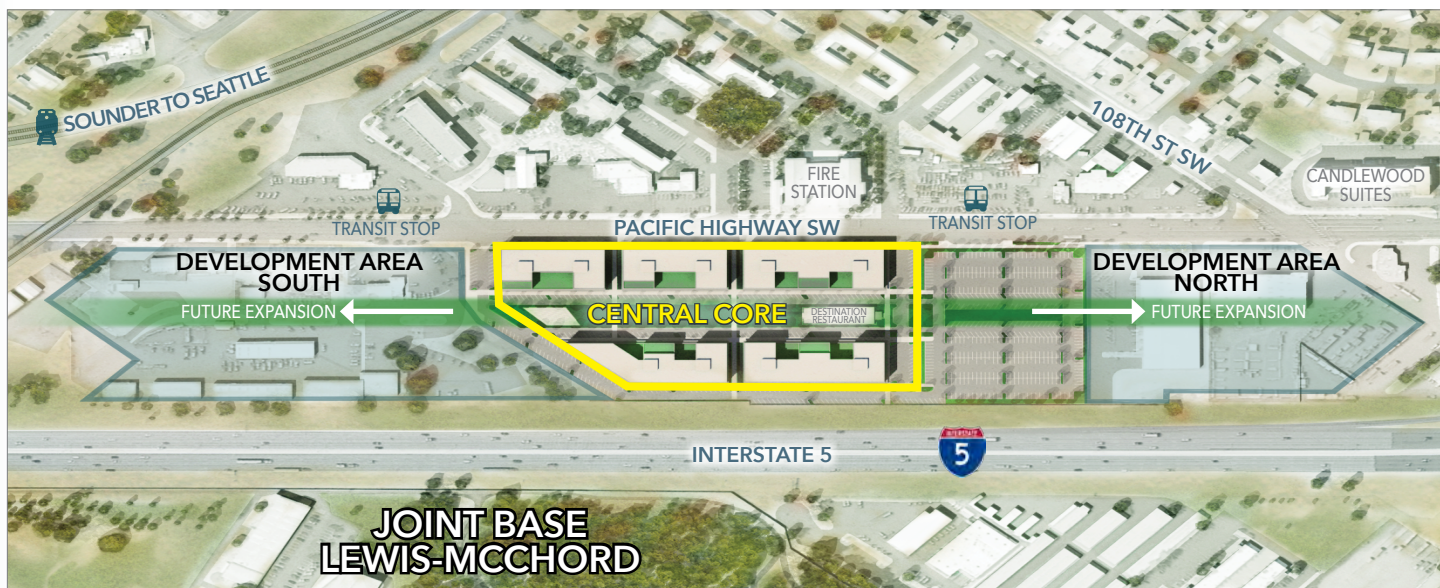 SOUNDER TO SEATTLE
108TH ST SW
FIRE
STATION
CANDLEWOOD
SUITES
TRANSIT STOP
PACIFIC HIGHWAY SW
TRANSIT STOP
DEVELOPMENT AREA
SOUTH
FUTURE EXPANSION
CENTRAL CORE
DESTINATION
RESTAURANT
DEVELOPMENT AREA
NORTH
FUTURE EXPANSION
INTERSTATE 5
INTERSTATE
5
JOINT BASE
LEWIS-MCCHORD